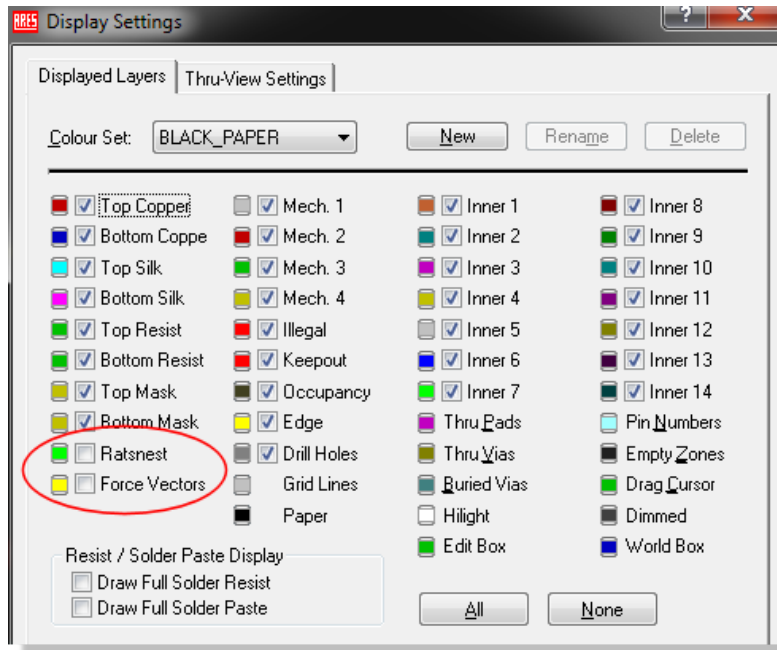 ARES Display Settings ? X
Displayed Layers Thru-View Settings
Colour Set: BLACK_PAPER New Rename Delete
Top Copper Mech. 1 Inner 1 Inner 8
Bottom Coppe Mech. 2 Inner 2 Inner 9
Top Silk Mech. 3 Inner 3 Inner 10
Bottom Silk Mech. 4 Inner 4 Inner 11
Top Resist Illegal Inner 5 Inner 12
Bottom Resist Keepout Inner 6 Inner 13
Top Mask Occupancy Inner 7 Inner 14
Bottom Mask Edge Thru Pads Pin Numbers
Ratsnest Drill Holes Thru Vias Empty Zones
Force Vectors Grid Lines Buried Vias Drag Cursor
Paper Hilight Dimmed
Edit Box World Box
Resist / Solder Paste Display
Draw Full Solder Resist
Draw Full Solder Paste
All None